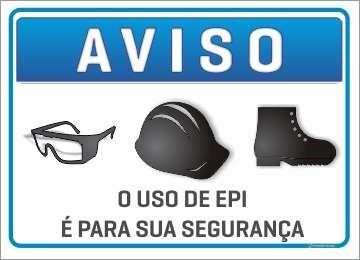 AVISO
O USO DE EPI
É PARA SUA SEGURANÇA